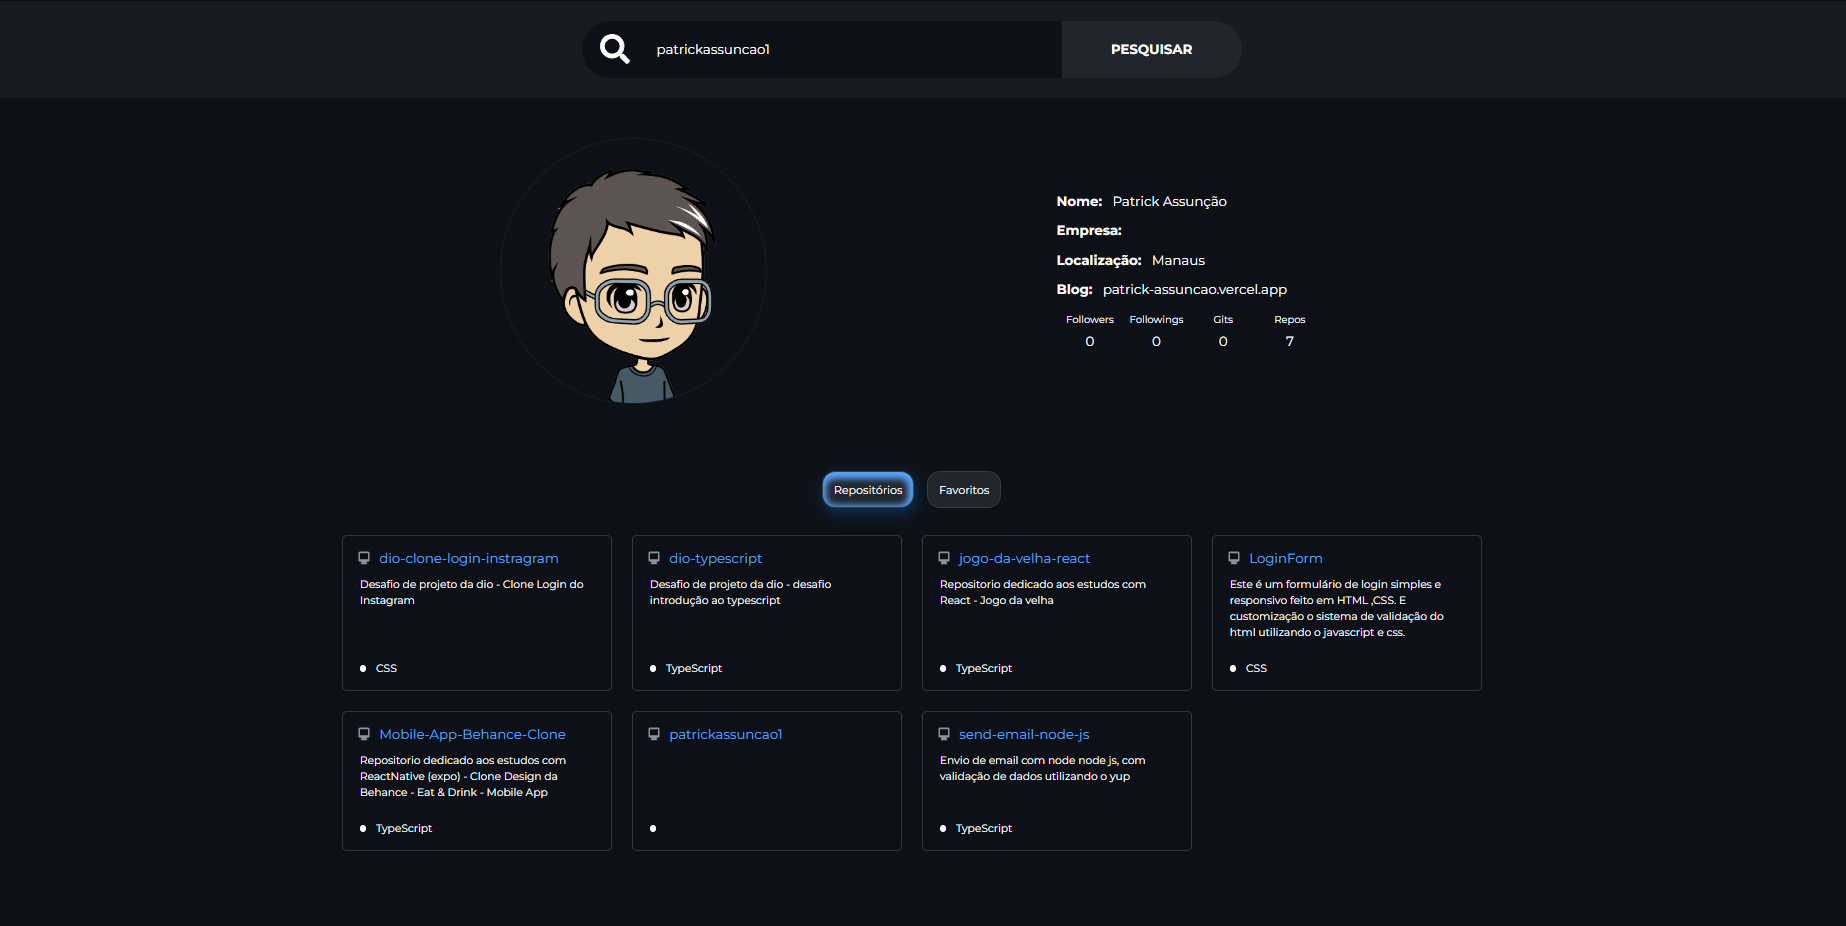 patrickassuncao1
PESQUISAR
Nome: Patrick Assunção
Empresa:
Localização: Manaus
Blog: patrick-assuncao.vercel.app
Followers Followings Gits Repos
0 0 0 7
Repositórios Favoritos
dio-clone-login-instragram
Desafio de projeto da dio - Clone Login do
Instagram
CSS
dio-typescript
Desafio de projeto da dio - desafio
introdução ao typescript
TypeScript
jogo-da-velha-react
Repositorio dedicado aos estudos com
React - Jogo da velha
TypeScript
LoginForm
Este é um formulário de login simples e
responsivo feito em HTML ,CSS. E
customização o sistema de validação do
html utilizando o javascript e css.
CSS
Mobile-App-Behance-Clone
Repositorio dedicado aos estudos com
ReactNative (expo) - Clone Design da
Behance - Eat & Drink - Mobile App
TypeScript
patrickassuncao1
send-email-node-js
Envio de email com node node js, com
validação de dados utilizando o yup
TypeScript